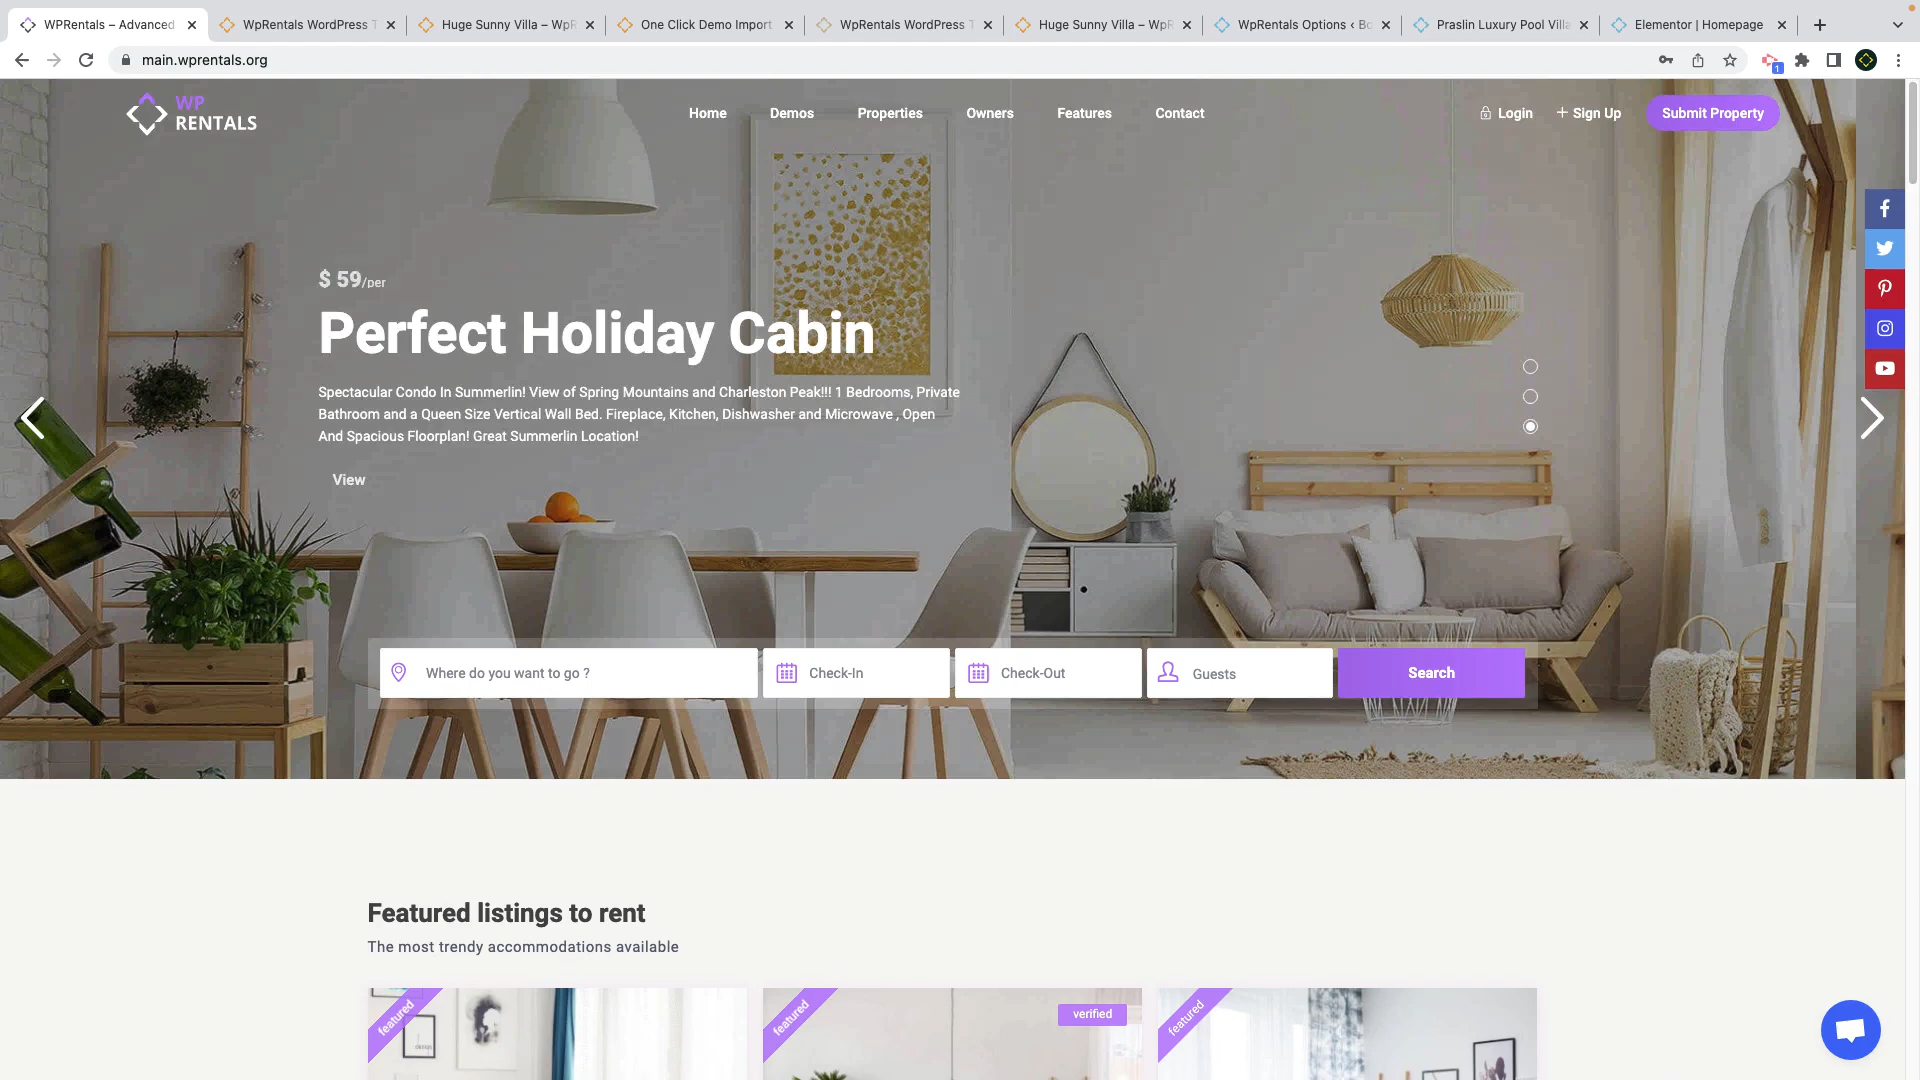 WPRentals – Advanced
WpRentals WordPress T
Huge Sunny Villa – WpR
One Click Demo Import
WpRentals WordPress T
Huge Sunny Villa – WpR
WpRentals Options ‹ Bo
Praslin Luxury Pool Villa
Elementor | Homepage
main.wprentals.org
1
WP
RENTALS
Home
Demos
Properties
Owners
Features
Contact
Login
Sign Up
Submit Property
$ 59/per
Perfect Holiday Cabin
Spectacular Condo In Summerlin! View of Spring Mountains and Charleston Peak!!! 1 Bedrooms, Private
Bathroom and a Queen Size Vertical Wall Bed. Fireplace, Kitchen, Dishwasher and Microwave , Open
And Spacious Floorplan! Great Summerlin Location!
View
Where do you want to go ?
Check-In
Check-Out
Guests
Search
Featured listings to rent
The most trendy accommodations available
featured
featured
verified
featured